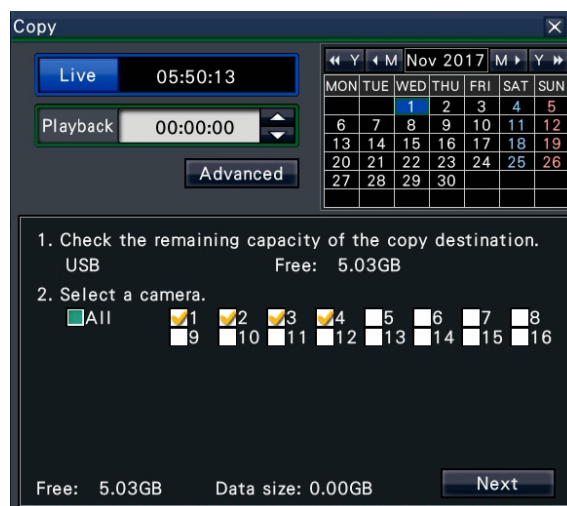 Copy
Live 05:50:13
Playback 00:00:00
Advanced
Y M Nov 2017 M Y
MON TUE WED THU FRI SAT SUN
1 2 3 4 5
6 7 8 9 10 11 12
13 14 15 16 17 18 19
20 21 22 23 24 25 26
27 28 29 30
1. Check the remaining capacity of the copy destination.
USB Free: 5.03GB
2. Select a camera.
All 1 2 3 4 5 6 7 8
9 10 11 12 13 14 15 16
Free: 5.03GB Data size: 0.00GB Next